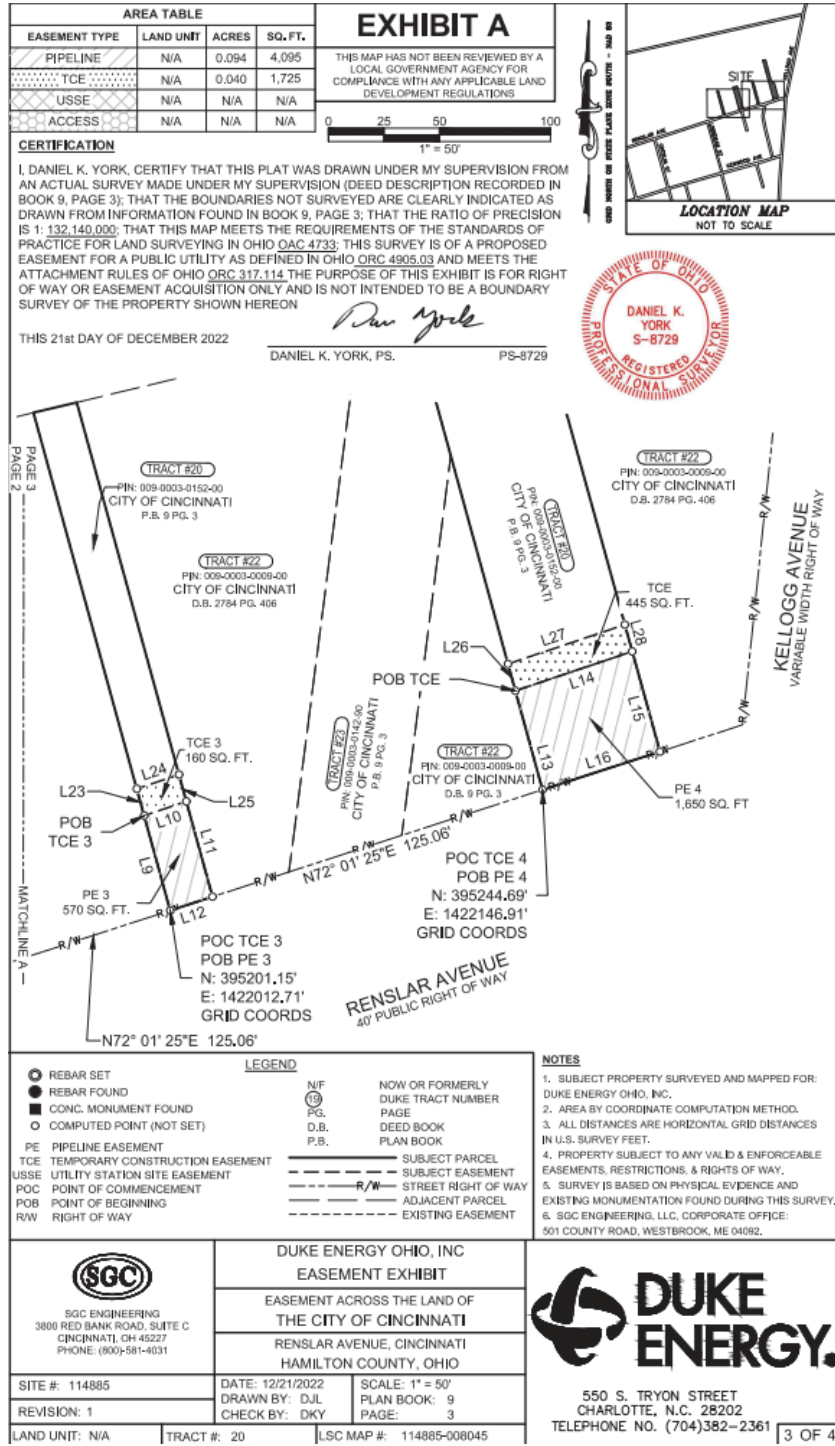 AREA TABLE
EASEMENT TYPE LAND UNIT ACRES SQ. FT.
PIPELINE N/A 0.094 4,095
TCE N/A 0.040 1,725
USSE N/A N/A N/A
ACCESS N/A N/A N/A
EXHIBIT A
THIS MAP HAS NOT BEEN REVIEWED BY A
LOCAL GOVERNMENT AGENCY FOR
COMPLIANCE WITH ANY APPLICABLE LAND
DEVELOPMENT REGULATIONS
0 25 50 100
1" = 50'
GRID NORTH OH STATE PLANE ZONE SOUTH - NAD 83
SITE
LOCATION MAP
NOT TO SCALE
CERTIFICATION
I, DANIEL K. YORK, CERTIFY THAT THIS PLAT WAS DRAWN UNDER MY SUPERVISION FROM
AN ACTUAL SURVEY MADE UNDER MY SUPERVISION (DEED DESCRIPTION RECORDED IN
BOOK 9, PAGE 3); THAT THE BOUNDARIES NOT SURVEYED ARE CLEARLY INDICATED AS
DRAWN FROM INFORMATION FOUND IN BOOK 9, PAGE 3; THAT THE RATIO OF PRECISION
IS 1: 132,140,000; THAT THIS MAP MEETS THE REQUIREMENTS OF THE STANDARDS OF
PRACTICE FOR LAND SURVEYING IN OHIO OAC 4733; THIS SURVEY IS OF A PROPOSED
EASEMENT FOR A PUBLIC UTILITY AS DEFINED IN OHIO ORC 4905.03 AND MEETS THE
ATTACHMENT RULES OF OHIO ORC 317.114 THE PURPOSE OF THIS EXHIBIT IS FOR RIGHT
OF WAY OR EASEMENT ACQUISITION ONLY AND IS NOT INTENDED TO BE A BOUNDARY
SURVEY OF THE PROPERTY SHOWN HEREON
THIS 21st DAY OF DECEMBER 2022
Dan York
DANIEL K. YORK, PS. PS-8729
STATE OF OHIO
DANIEL K.
YORK
S-8729
REGISTERED
PROFESSIONAL SURVEYOR
PAGE 3
PAGE 2
MATCHLINE A
TRACT #20
PIN: 009-0003-0152-00
CITY OF CINCINNATI
P.B. 9 PG. 3
TRACT #22
PIN: 009-0003-0009-00
CITY OF CINCINNATI
D.B. 2784 PG. 406
TRACT #20
PIN: 009-0003-0152-00
CITY OF CINCINNATI
P.B. 9 PG. 3
TRACT #22
PIN: 009-0003-0009-00
CITY OF CINCINNATI
D.B. 2784 PG. 406
KELLOGG AVENUE
VARIABLE WIDTH RIGHT OF WAY
R/W
R/W
R/W
TCE
445 SQ. FT.
L26
L27
L28
POB TCE
L14
L15
L13
L16
R/W
R/W
PE 4
1,650 SQ. FT
TRACT #23
PIN: 009-0003-0142-90
CITY OF CINCINNATI
P.B. 9 PG. 3
TRACT #22
PIN: 009-0003-0009-00
CITY OF CINCINNATI
D.B. 9 PG. 3
TCE 3
160 SQ. FT.
L24
L23
L25
POB
TCE 3
L10
L9
L11
PE 3
570 SQ. FT.
L12
R/W
R/W
R/W
R/W
R/W
N72° 01' 25"E 125.06'
POC TCE 4
POB PE 4
N: 395244.69'
E: 1422146.91'
GRID COORDS
POC TCE 3
POB PE 3
N: 395201.15'
E: 1422012.71'
GRID COORDS
RENSLAR AVENUE
40' PUBLIC RIGHT OF WAY
N72° 01' 25"E 125.06'
LEGEND
REBAR SET
REBAR FOUND
CONC. MONUMENT FOUND
COMPUTED POINT (NOT SET)
PE PIPELINE EASEMENT
TCE TEMPORARY CONSTRUCTION EASEMENT
USSE UTILITY STATION SITE EASEMENT
POC POINT OF COMMENCEMENT
POB POINT OF BEGINNING
R/W RIGHT OF WAY
N/F NOW OR FORMERLY
19 DUKE TRACT NUMBER
PG. PAGE
D.B. DEED BOOK
P.B. PLAN BOOK
SUBJECT PARCEL
SUBJECT EASEMENT
R/W STREET RIGHT OF WAY
ADJACENT PARCEL
EXISTING EASEMENT
NOTES
1. SUBJECT PROPERTY SURVEYED AND MAPPED FOR:
DUKE ENERGY OHIO, INC.
2. AREA BY COORDINATE COMPUTATION METHOD.
3. ALL DISTANCES ARE HORIZONTAL GRID DISTANCES
IN U.S. SURVEY FEET.
4. PROPERTY SUBJECT TO ANY VALID & ENFORCEABLE
EASEMENTS, RESTRICTIONS, & RIGHTS OF WAY.
5. SURVEY IS BASED ON PHYSICAL EVIDENCE AND
EXISTING MONUMENTATION FOUND DURING THIS SURVEY.
6. SGC ENGINEERING, LLC, CORPORATE OFFICE:
501 COUNTY ROAD, WESTBROOK, ME 04092.
SGC
SGC ENGINEERING
3800 RED BANK ROAD, SUITE C
CINCINNATI, OH 45227
PHONE: (800)-581-4031
DUKE ENERGY OHIO, INC
EASEMENT EXHIBIT
EASEMENT ACROSS THE LAND OF
THE CITY OF CINCINNATI
RENSLAR AVENUE, CINCINNATI
HAMILTON COUNTY, OHIO
SITE #: 114885
REVISION: 1
DATE: 12/21/2022
DRAWN BY: DJL
CHECK BY: DKY
SCALE: 1" = 50'
PLAN BOOK: 9
PAGE: 3
LAND UNIT: N/A
TRACT #: 20
LSC MAP #: 114885-008045
DUKE
ENERGY.
550 S. TRYON STREET
CHARLOTTE, N.C. 28202
TELEPHONE NO. (704)382-2361
3 OF 4